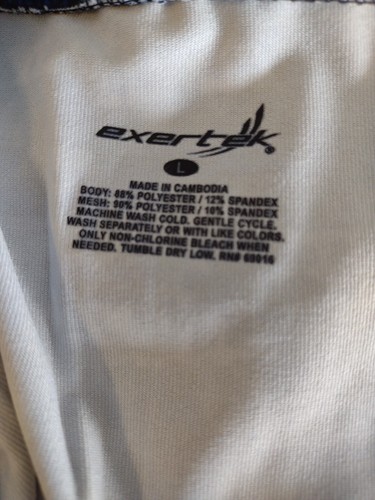 exertek®
L
MADE IN CAMBODIA
BODY: 88% POLYESTER / 12% SPANDEX
MESH: 90% POLYESTER / 10% SPANDEX
MACHINE WASH COLD. GENTLE CYCLE.
WASH SEPARATELY OR WITH LIKE COLORS.
ONLY NON-CHLORINE BLEACH WHEN
NEEDED. TUMBLE DRY LOW. RN# 68016